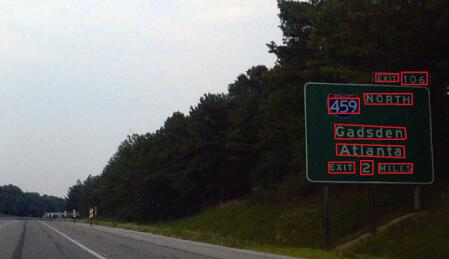 EXIT 106
459 NORTH
Gadsden
Atlanta
EXIT 2 MILES